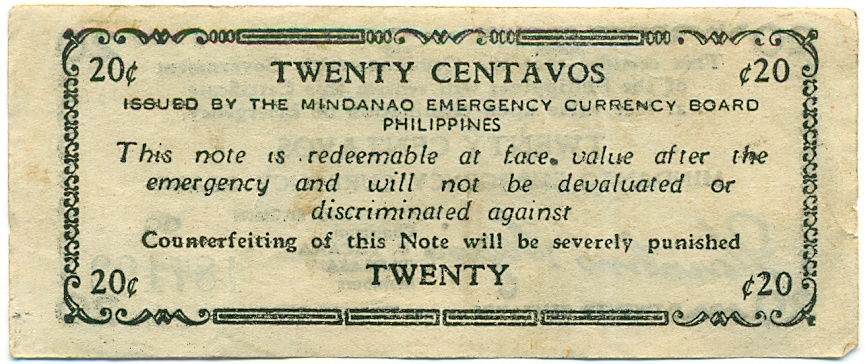 20¢ TWENTY CENTAVOS ¢20
ISSUED BY THE MINDANAO EMERGENCY CURRENCY BOARD
PHILIPPINES
This note is redeemable at face value after the
emergency and will not be devaluated or
discriminated against
Counterfeiting of this Note will be severely punished
20¢ TWENTY ¢20